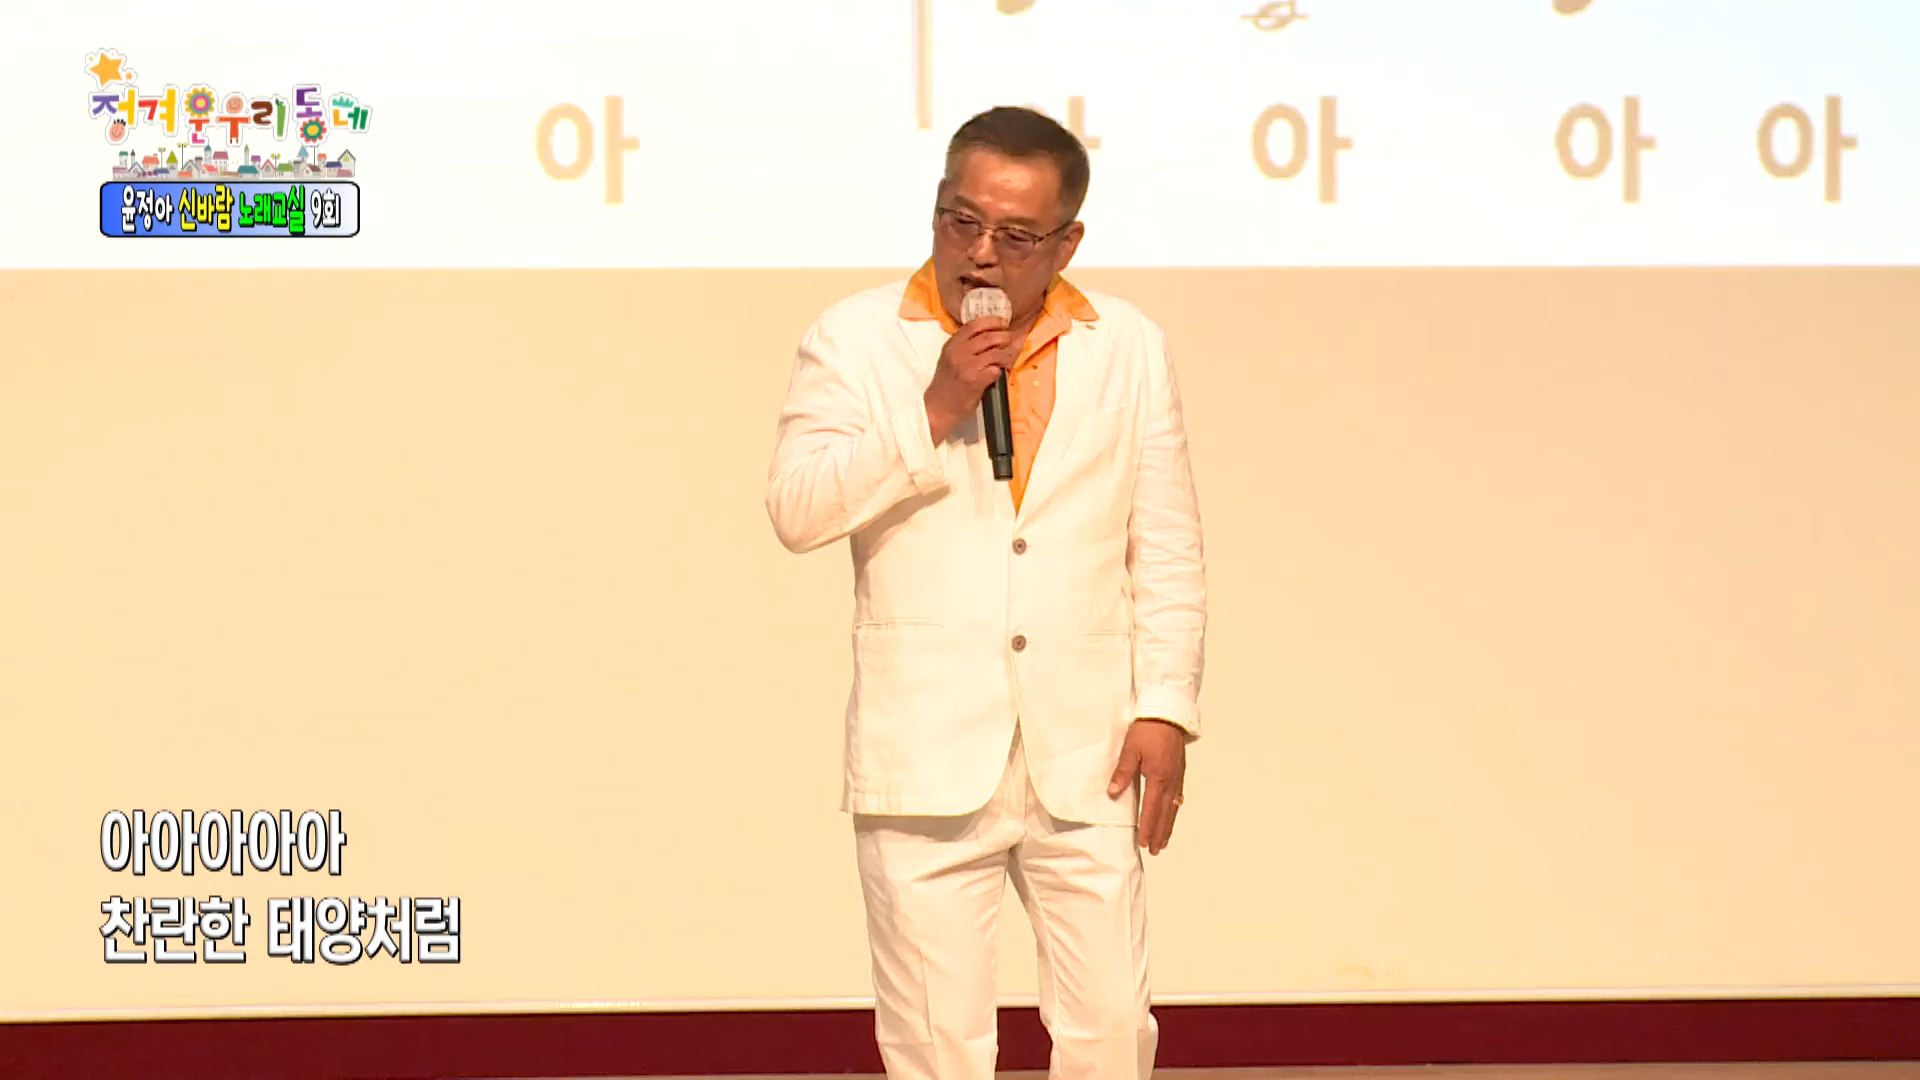 정겨운우리동네
윤정아 신바람 노래교실 9회
아 아 아 아 아
아아아아아
찬란한 태양처럼